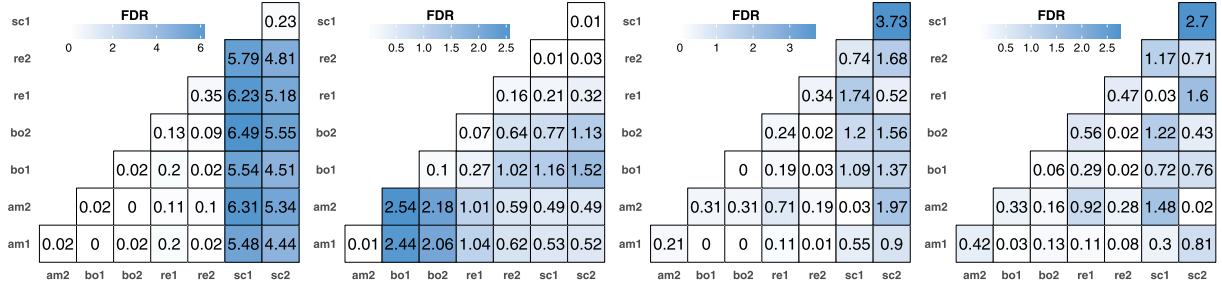 FDR
0 2 4 6
sc1 0.23
re2 5.79 4.81
re1 0.35 6.23 5.18
bo2 0.13 0.09 6.49 5.55
bo1 0.02 0.2 0.02 5.54 4.51
am2 0.02 0 0.11 0.1 6.31 5.34
am1 0.02 0 0.02 0.2 0.02 5.48 4.44
am2 bo1 bo2 re1 re2 sc1 sc2
FDR
0.5 1.5 2.5
sc1 0.01
re2 0.01 0.03
re1 0.16 0.21 0.32
bo2 0.07 0.64 0.77 1.13
bo1 0.1 0.27 1.02 1.16 1.52
am2 2.54 2.18 1.01 0.59 0.49 0.49
am1 0.01 2.44 2.06 1.04 0.62 0.53 0.52
am2 bo1 bo2 re1 re2 sc1 sc2
FDR
0 1 2 3
sc1 3.73
re2 0.74 1.68
re1 0.34 1.74 0.52
bo2 0.24 0.02 1.2 1.56
bo1 0 0.19 0.03 1.09 1.37
am2 0.31 0.31 0.71 0.19 0.03 1.97
am1 0.21 0 0 0.11 0.01 0.55 0.9
am2 bo1 bo2 re1 re2 sc1 sc2
FDR
0.5 1.5 2.0 2.5
sc1 2.7
re2 1.17 0.71
re1 0.47 0.03 1.6
bo2 0.56 0.02 1.22 0.43
bo1 0.06 0.29 0.02 0.72 0.76
am2 0.33 0.16 0.92 0.28 1.48 0.02
am1 0.42 0.03 0.13 0.11 0.08 0.3 0.81
am2 bo1 bo2 re1 re2 sc1 sc2